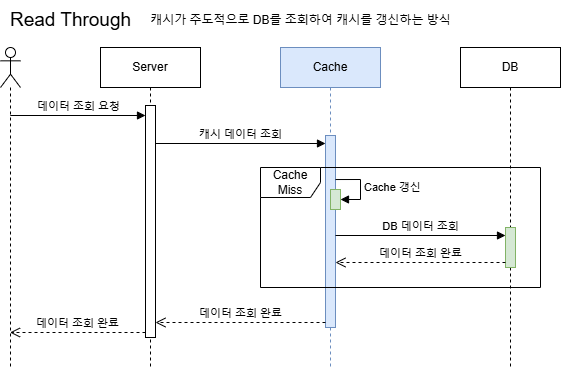 Read Through 캐시가 주도적으로 DB를 조회하여 캐시를 갱신하는 방식
Server
Cache
DB
데이터 조회 요청
캐시 데이터 조회
Cache
Miss
Cache 갱신
DB 데이터 조회
데이터 조회 완료
데이터 조회 완료
데이터 조회 완료